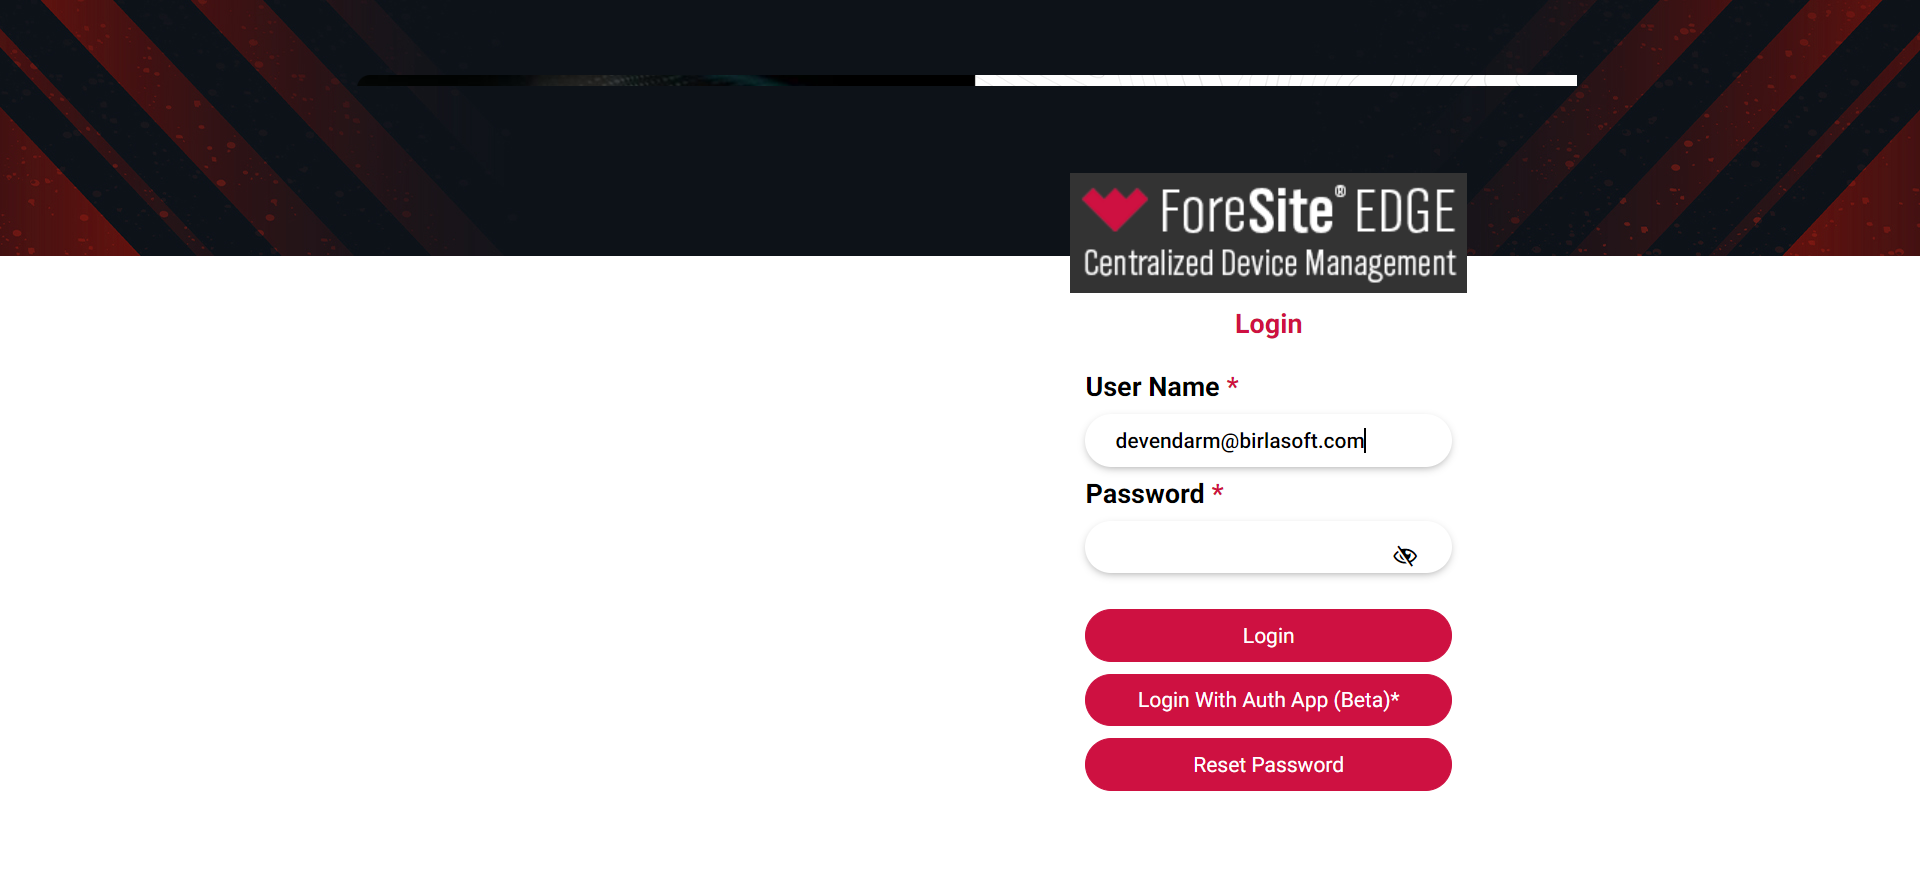 ForeSite® EDGE
Centralized Device Management
Login
User Name *
devendarm@birlasoft.com
Password *
Login
Login With Auth App (Beta)*
Reset Password